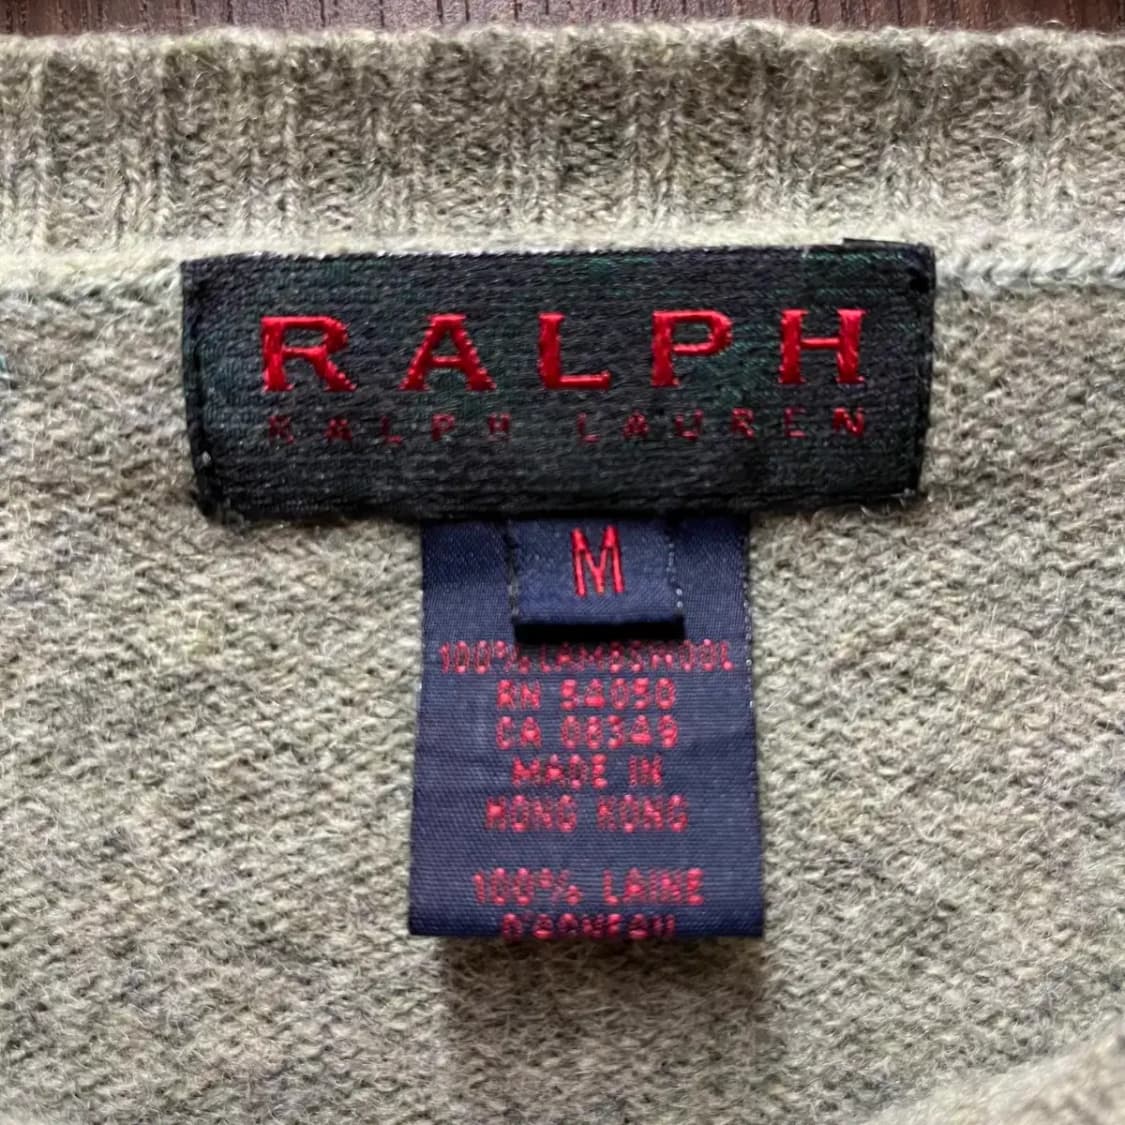 RALPH
RALPH LAUREN
M
100% LAMBSWOOL
RN 54050
CA 08349
MADE IN
HONG KONG
100% LAINE
D'AGNEAU